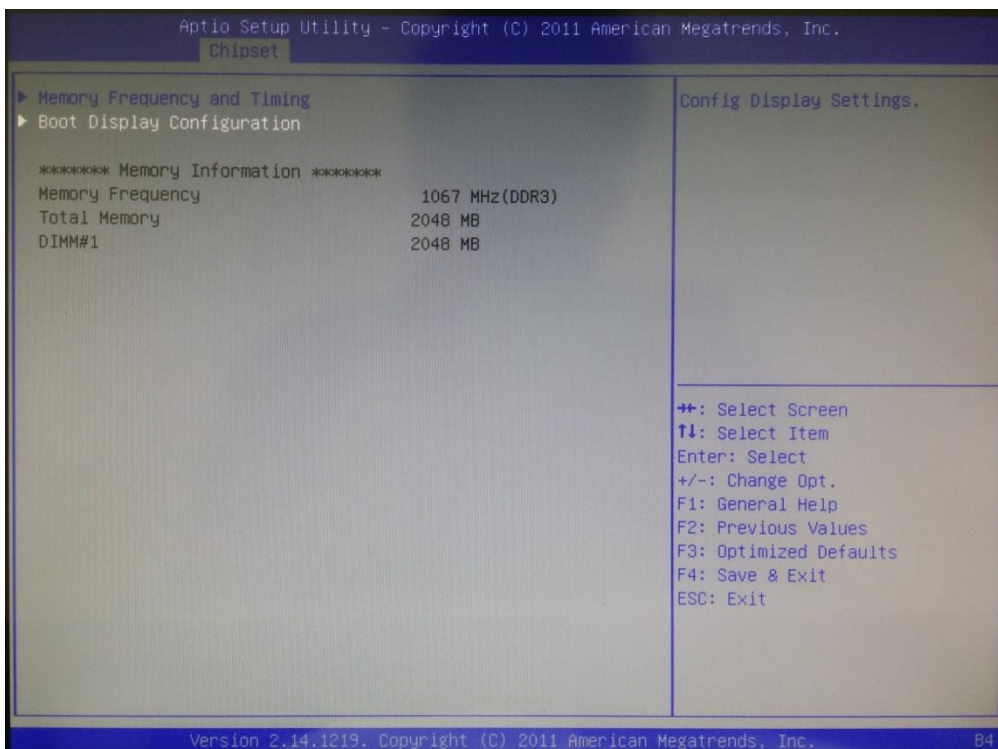 Aptio Setup Utility – Copyright (C) 2011 American Megatrends, Inc.
Chipset
▶ Memory Frequency and Timing
▶ Boot Display Configuration
******* Memory Information *******
Memory Frequency 1067 MHz(DDR3)
Total Memory 2048 MB
DIMM#1 2048 MB
Config Display Settings.
→←: Select Screen
↑↓: Select Item
Enter: Select
+/-: Change Opt.
F1: General Help
F2: Previous Values
F3: Optimized Defaults
F4: Save & Exit
ESC: Exit
Version 2.14.1219. Copyright (C) 2011 American Megatrends, Inc.
B4